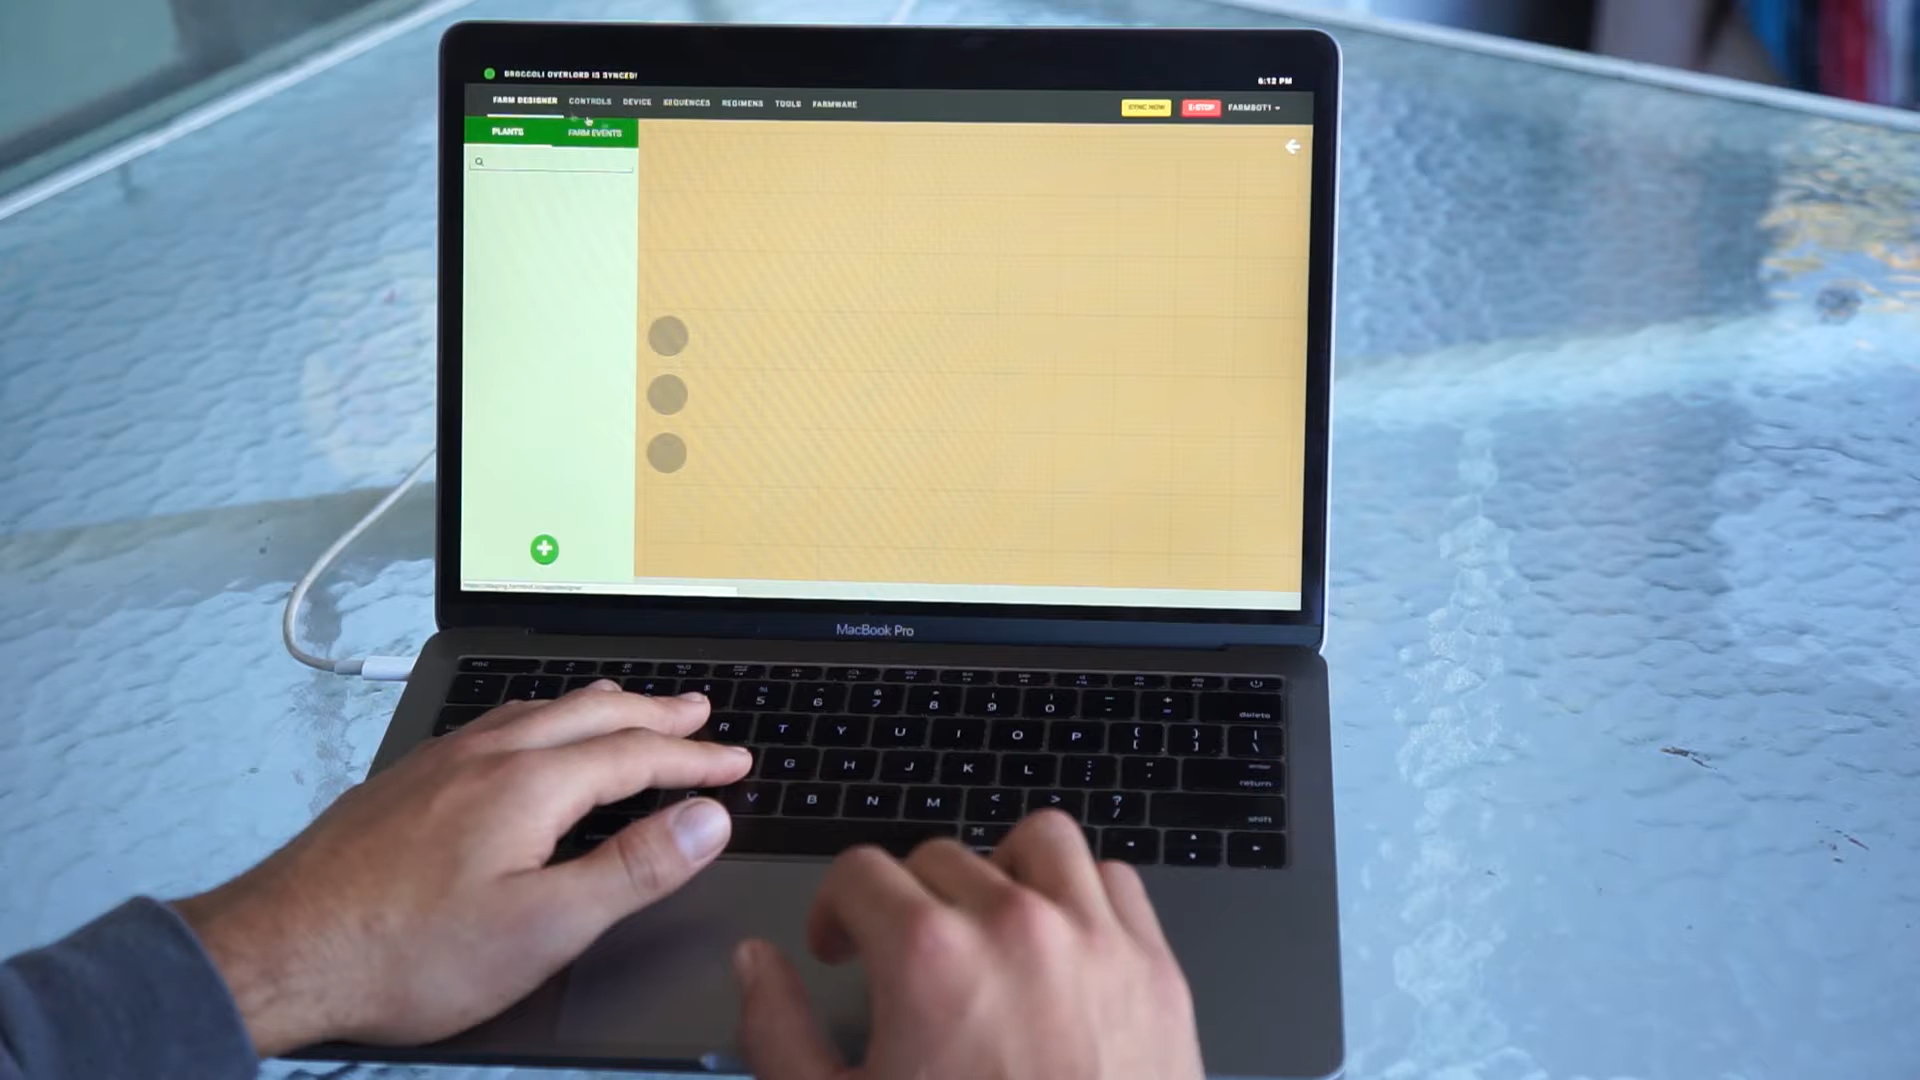 BROCCOLI OVERLORD IS SYNCED!
6:12 PM
FARM DESIGNER CONTROLS DEVICE SEQUENCES REGIMENS TOOLS FARMWARE SYNC NOW E-STOP FARMBOT1
PLANTS FARM EVENTS
MacBook Pro
esc
5 6 7 8 9 0 - + = delete
R T Y U I O P { [ } ] | \
G H J K L : ; " ' enter return
V B N M < , > . ? / shift
⌘